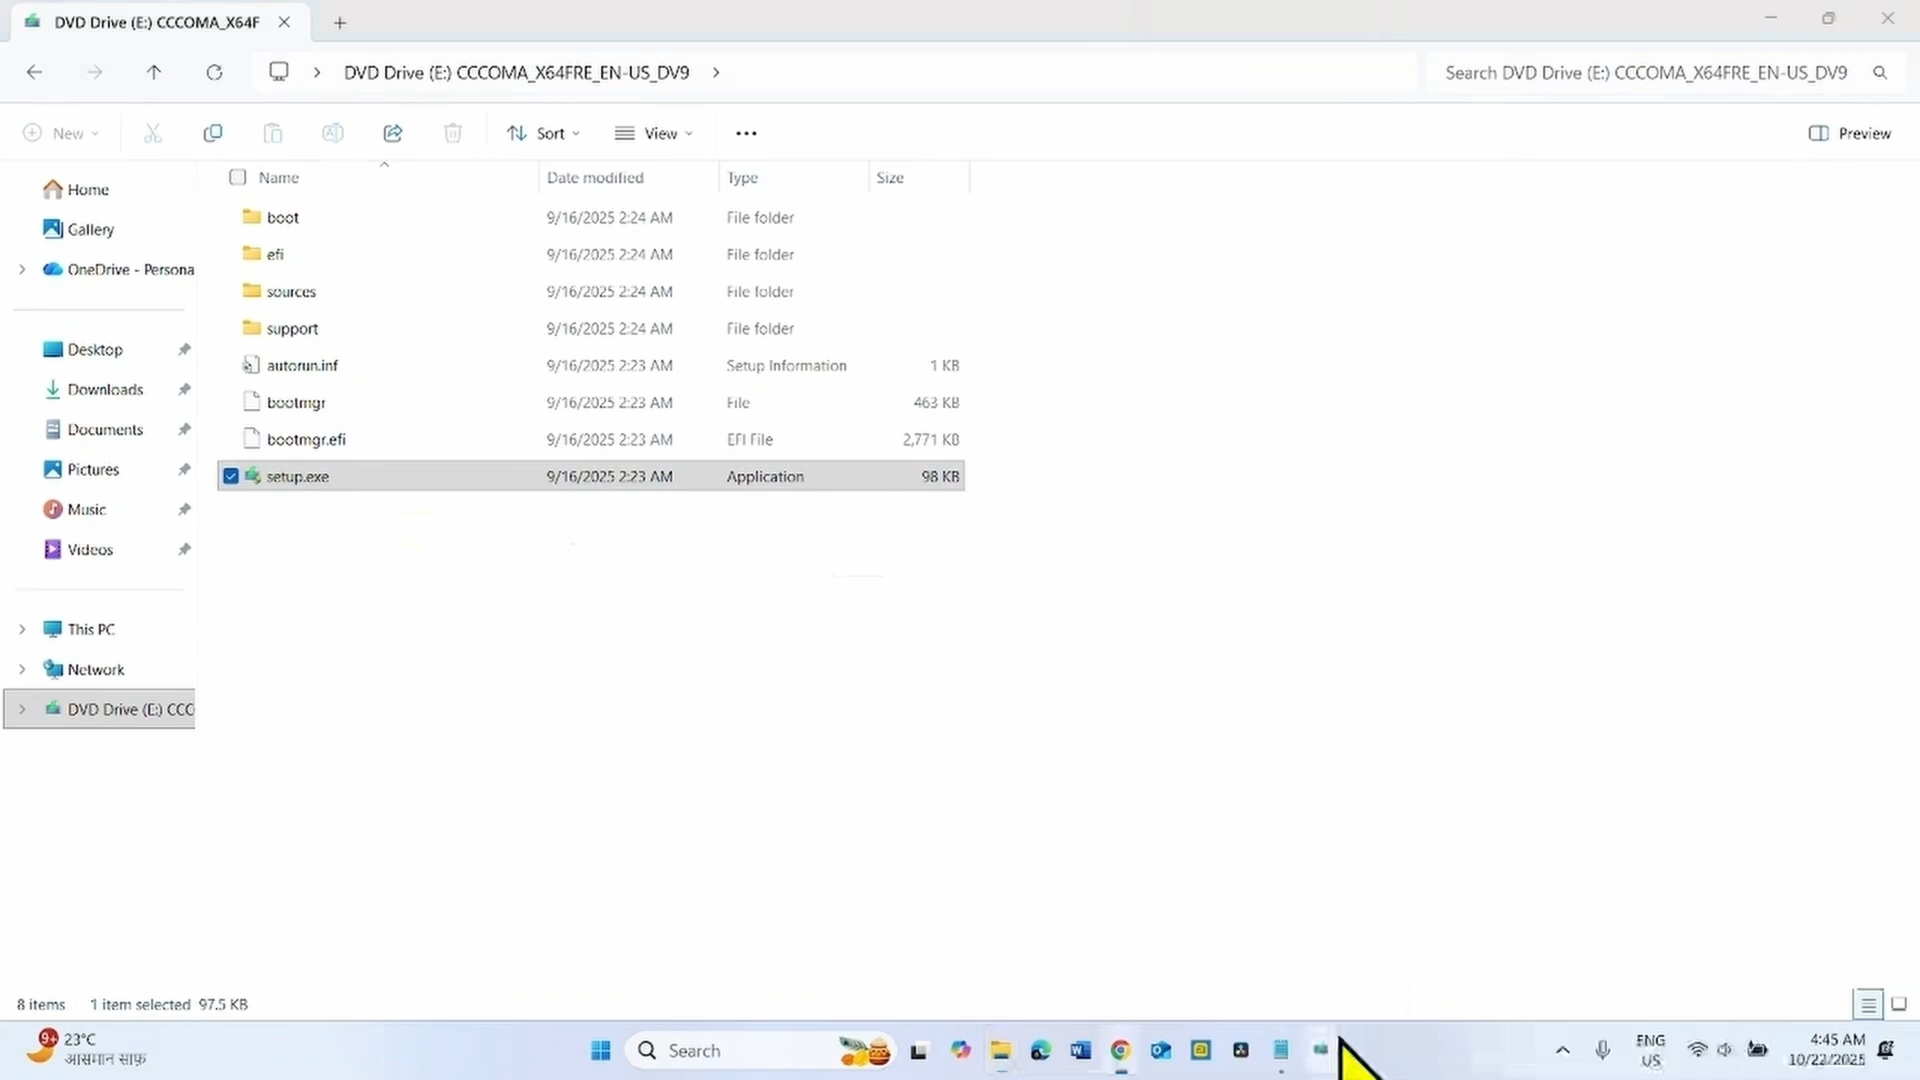 DVD Drive (E:) CCCOMA_X64F
DVD Drive (E:) CCCOMA_X64FRE_EN-US_DV9
Search DVD Drive (E:) CCCOMA_X64FRE_EN-US_DV9
New Sort View Preview
Name Date modified Type Size
Home
Gallery
OneDrive - Persona
Desktop
Downloads
Documents
Pictures
Music
Videos
This PC
Network
DVD Drive (E:) CCC
boot 9/16/2025 2:24 AM File folder
efi 9/16/2025 2:24 AM File folder
sources 9/16/2025 2:24 AM File folder
support 9/16/2025 2:24 AM File folder
autorun.inf 9/16/2025 2:23 AM Setup Information 1 KB
bootmgr 9/16/2025 2:23 AM File 463 KB
bootmgr.efi 9/16/2025 2:23 AM EFI File 2,771 KB
setup.exe 9/16/2025 2:23 AM Application 98 KB
8 items 1 item selected 97.5 KB
9+ 23°C
आसमान साफ़
Search
ENG
US
4:45 AM
10/22/2025